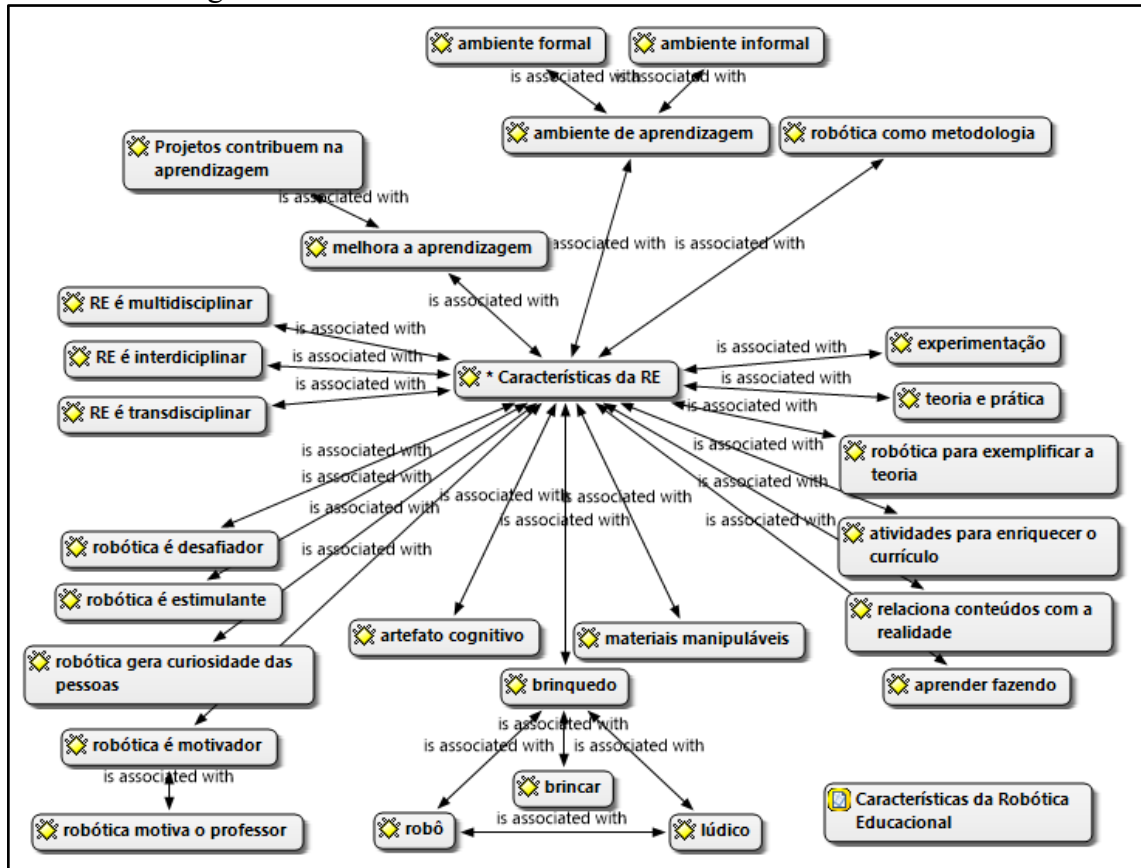 ambiente formal
ambiente informal
is associated with
is associated with
ambiente de aprendizagem
robótica como metodologia
Projetos contribuem na
aprendizagem
is associated with
melhora a aprendizagem
associated with
is associated with
is associated with
RE é multidisciplinar
is associated with
RE é interdiciplinar
is associated with
RE é transdisciplinar
is associated with
* Características da RE
is associated with
experimentação
is associated with
teoria e prática
is associated with
robótica para exemplificar a
teoria
is associated with
is associated with
is associated with
is associated with
is associated with
is associated with
is associated with
is associated with
is associated with
is associated with
robótica é desafiador
atividades para enriquecer o
currículo
robótica é estimulante
artefato cognitivo
materiais manipuláveis
relaciona conteúdos com a
realidade
robótica gera curiosidade das
pessoas
brinquedo
aprender fazendo
robótica é motivador
is associated with
is associated with
is associated with
is associated with
brincar
robótica motiva o professor
robô
is associated with
lúdico
Características da Robótica
Educacional